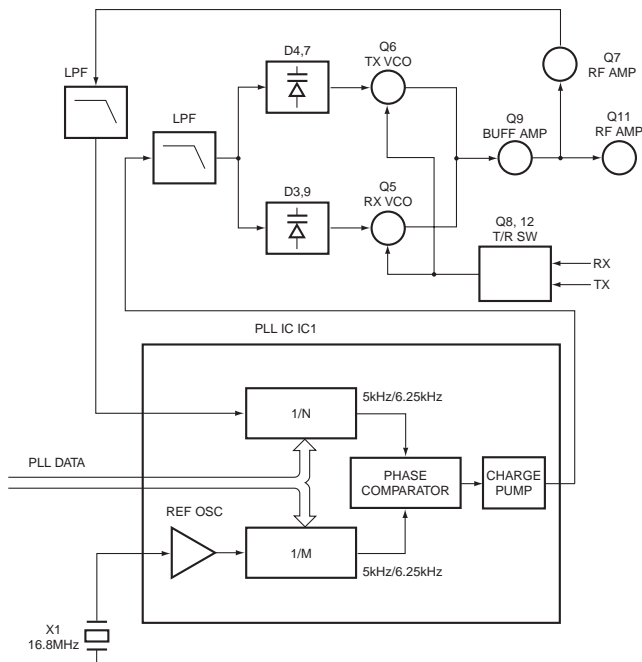 LPF
LPF
D4,7
Q6
TX VCO
Q7
RF AMP
Q9
BUFF AMP
Q11
RF AMP
D3,9
Q5
RX VCO
Q8, 12
T/R SW
RX
TX
PLL IC IC1
1/N
5kHz/6.25kHz
PLL DATA
PHASE
COMPARATOR
CHARGE
PUMP
REF OSC
1/M
5kHz/6.25kHz
X1
16.8MHz